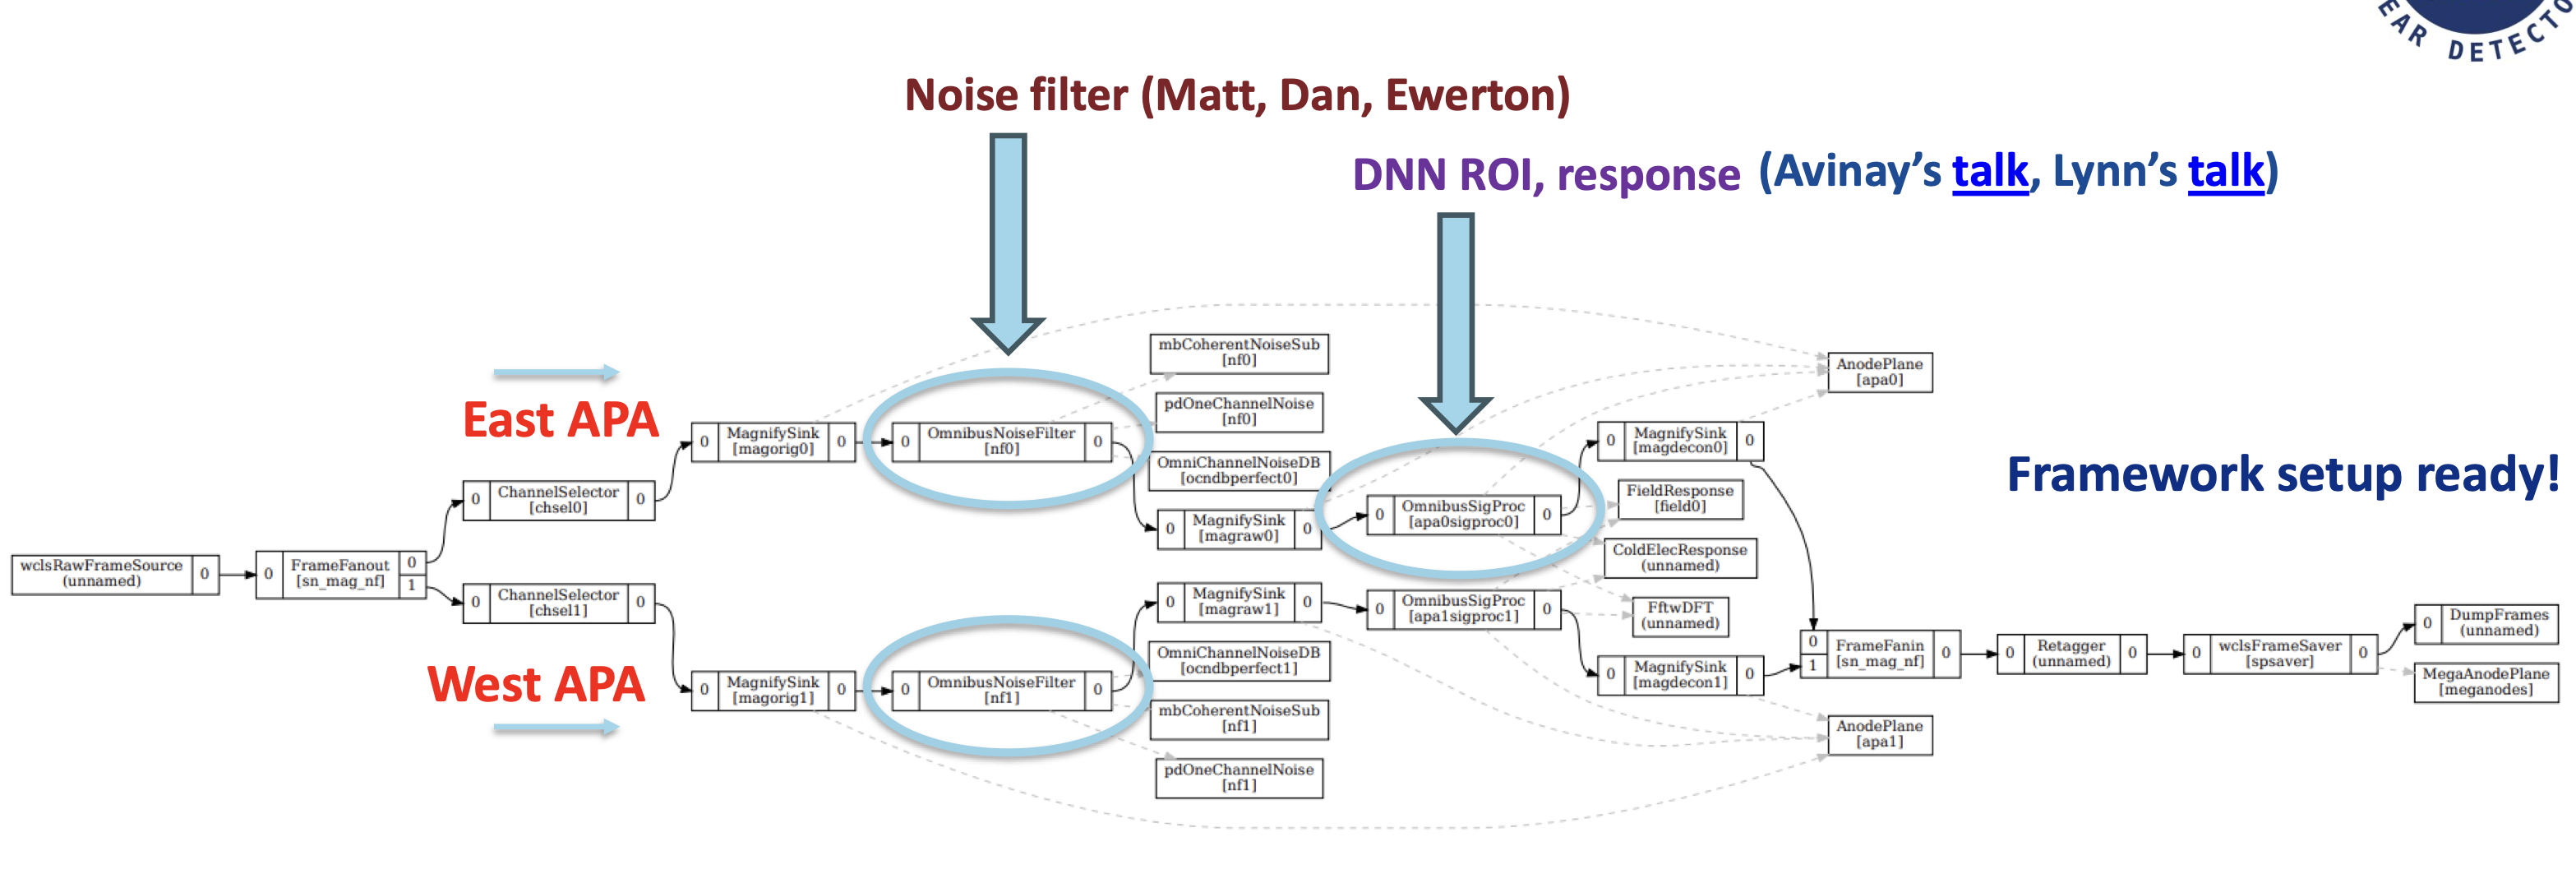 EAR DETECTO
Noise filter (Matt, Dan, Ewerton)
DNN ROI, response (Avinay’s talk, Lynn’s talk)
East APA
West APA
Framework setup ready!
wclsRawFrameSource
(unnamed)
0
0
FrameFanout
[sn_mag_nf]
0
1
0
ChannelSelector
[chsel0]
0
0
ChannelSelector
[chsel1]
0
0
MagnifySink
[magorig0]
0
0
OmnibusNoiseFilter
[nf0]
0
mbCoherentNoiseSub
[nf0]
pdOneChannelNoise
[nf0]
OmniChannelNoiseDB
[ocndbperfect0]
0
MagnifySink
[magraw0]
0
0
OmnibusSigProc
[apa0sigproc0]
0
0
MagnifySink
[magdecon0]
0
FieldResponse
[field0]
ColdElecResponse
(unnamed)
FftwDFT
(unnamed)
AnodePlane
[apa0]
0
MagnifySink
[magorig1]
0
0
OmnibusNoiseFilter
[nf1]
0
0
MagnifySink
[magraw1]
0
OmniChannelNoiseDB
[ocndbperfect1]
mbCoherentNoiseSub
[nf1]
pdOneChannelNoise
[nf1]
0
OmnibusSigProc
[apa1sigproc1]
0
0
MagnifySink
[magdecon1]
0
AnodePlane
[apa1]
0
1
FrameFanin
[sn_mag_nf]
0
0
Retagger
(unnamed)
0
0
wclsFrameSaver
[spsaver]
0
0
DumpFrames
(unnamed)
MegaAnodePlane
[meganodes]